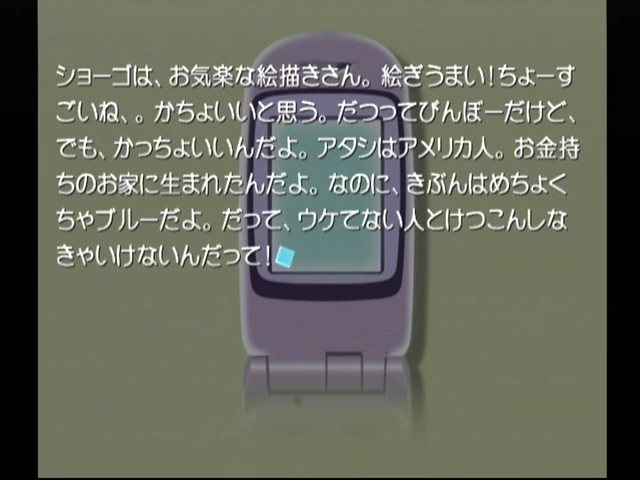 ショーゴは、お気楽な絵描きさん。絵ぎうまい！ちょーす
ごいね、。かちょいいと思う。だつってびんぼーだけど、
でも、かっちょいいんだよ。アタシはアメリカ人。お金持
ちのお家に生まれたんだよ。なのに、きぶんはめちょく
ちゃブルーだよ。だって、ウケてない人とけつこんしな
きゃいけないんだって！